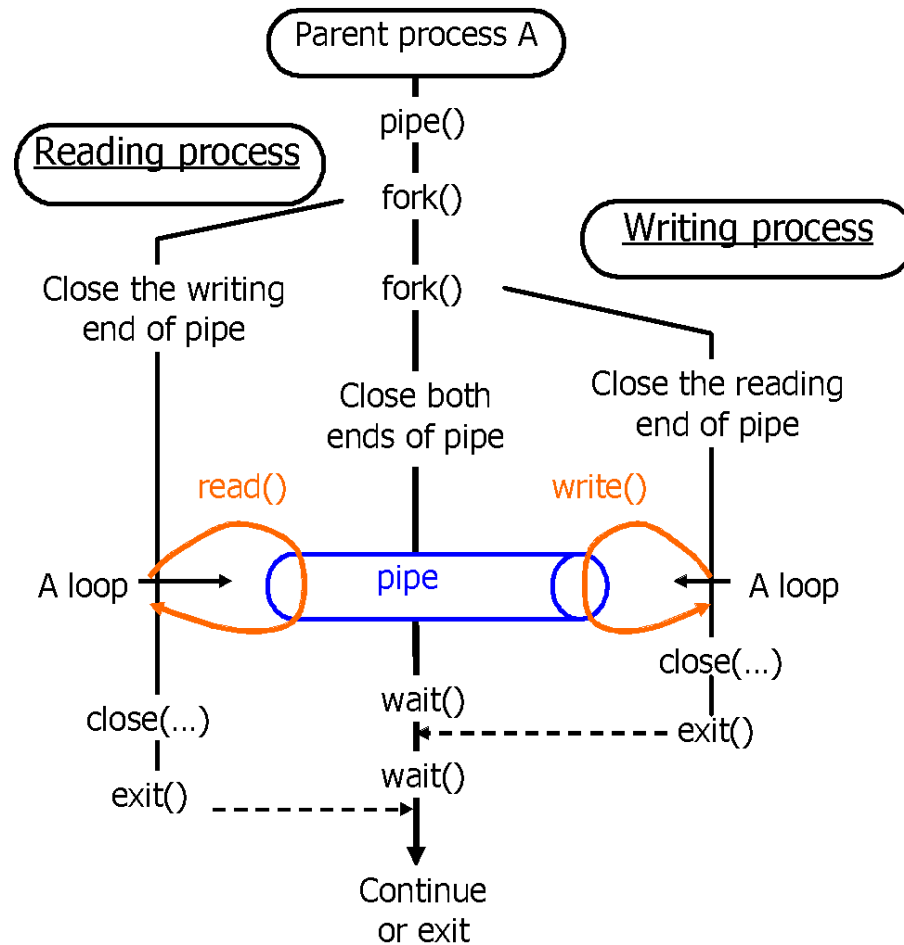 Parent process A
pipe()
Reading process
fork()
Writing process
Close the writing
end of pipe
fork()
Close both
ends of pipe
Close the reading
end of pipe
read()
write()
A loop
pipe
A loop
close(...)
wait()
close(...)
exit()
wait()
exit()
Continue
or exit